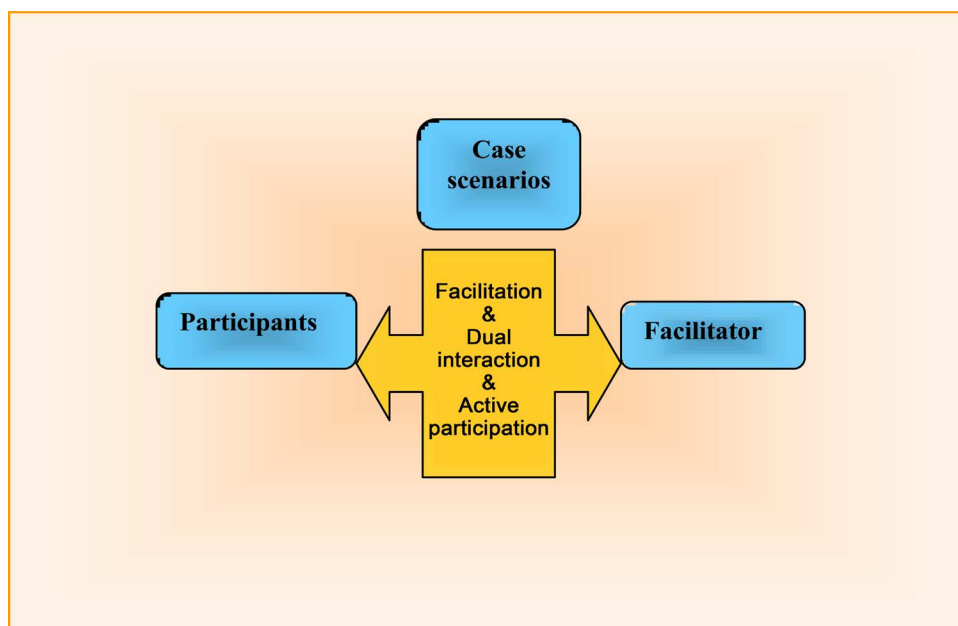 Case
scenarios
Participants
Facilitation
&
Dual
interaction
&
Active
participation
Facilitator